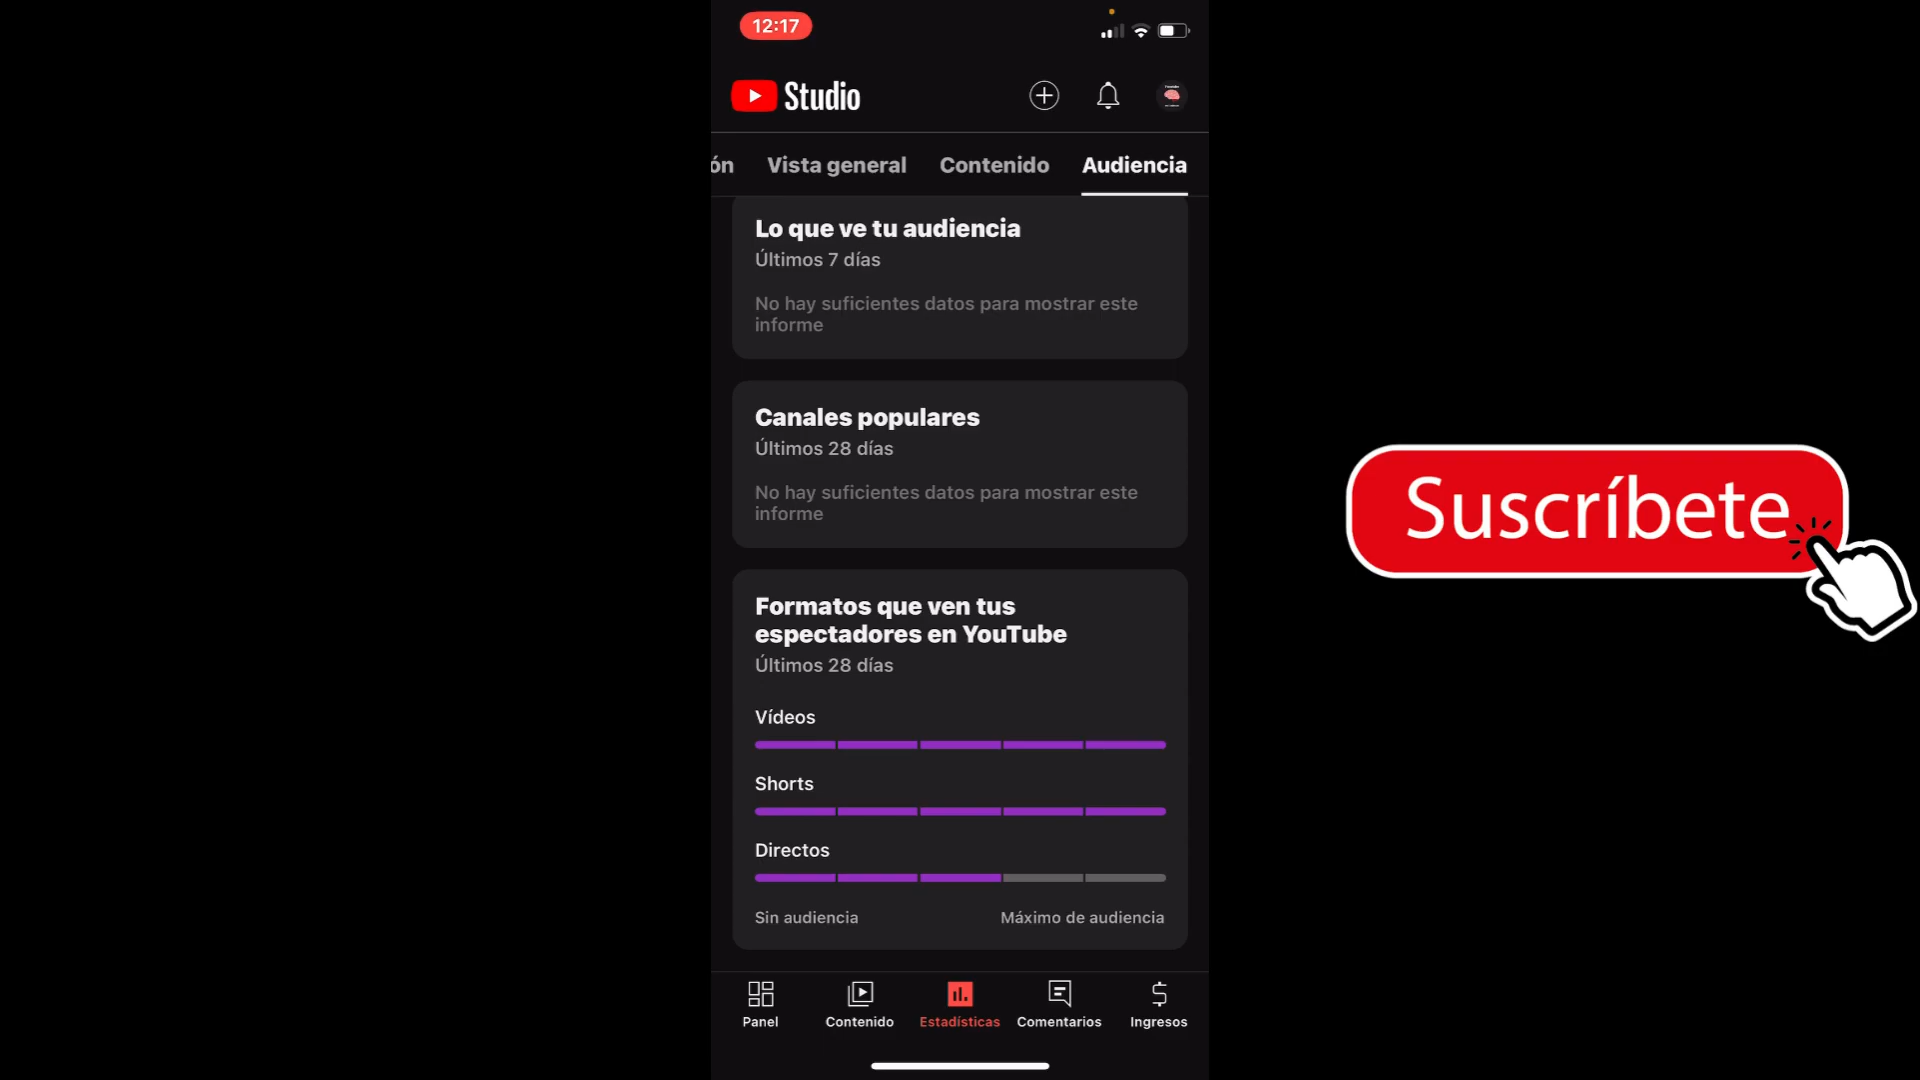 12:17
Studio
ón Vista general Contenido Audiencia
Lo que ve tu audiencia
Últimos 7 días
No hay suficientes datos para mostrar este
informe
Canales populares
Últimos 28 días
No hay suficientes datos para mostrar este
informe
Formatos que ven tus
espectadores en YouTube
Últimos 28 días
Vídeos
Shorts
Directos
Sin audiencia Máximo de audiencia
Panel Contenido Estadísticas Comentarios Ingresos
Suscríbete